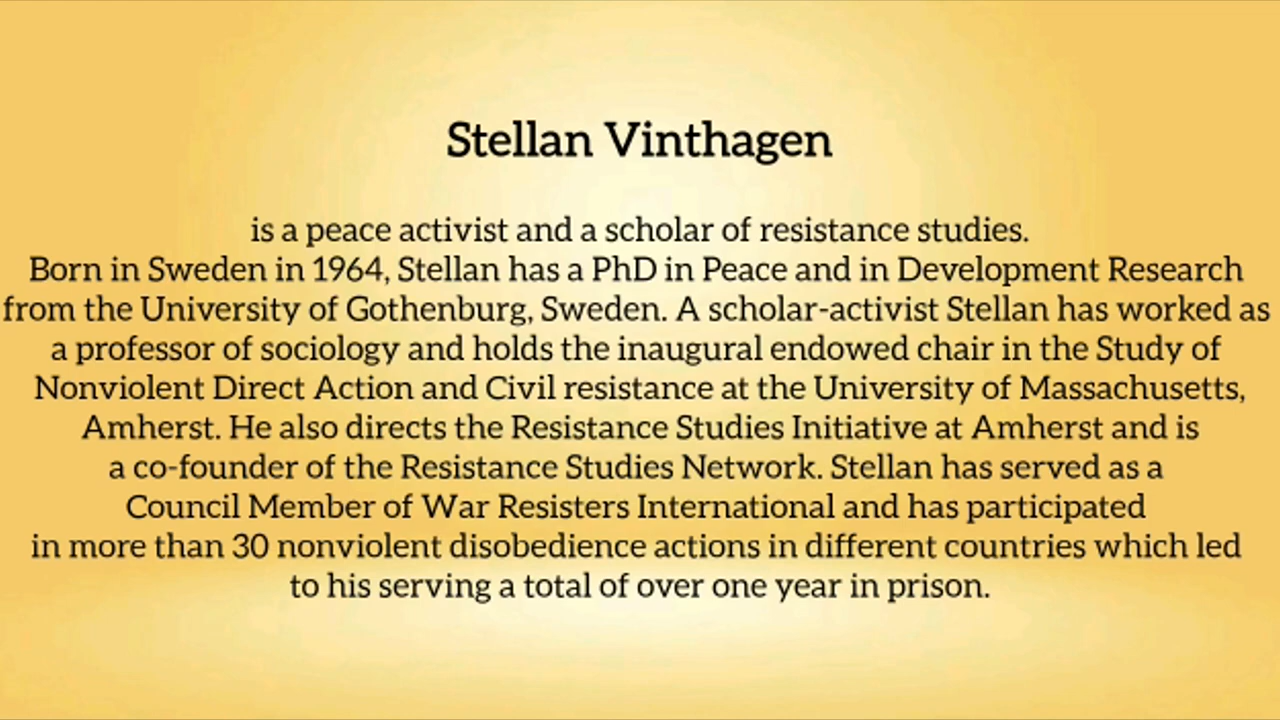 Stellan Vinthagen
is a peace activist and a scholar of resistance studies.
Born in Sweden in 1964, Stellan has a PhD in Peace and in Development Research
from the University of Gothenburg, Sweden. A scholar-activist Stellan has worked as
a professor of sociology and holds the inaugural endowed chair in the Study of
Nonviolent Direct Action and Civil resistance at the University of Massachusetts,
Amherst. He also directs the Resistance Studies Initiative at Amherst and is
a co-founder of the Resistance Studies Network. Stellan has served as a
Council Member of War Resisters International and has participated
in more than 30 nonviolent disobedience actions in different countries which led
to his serving a total of over one year in prison.